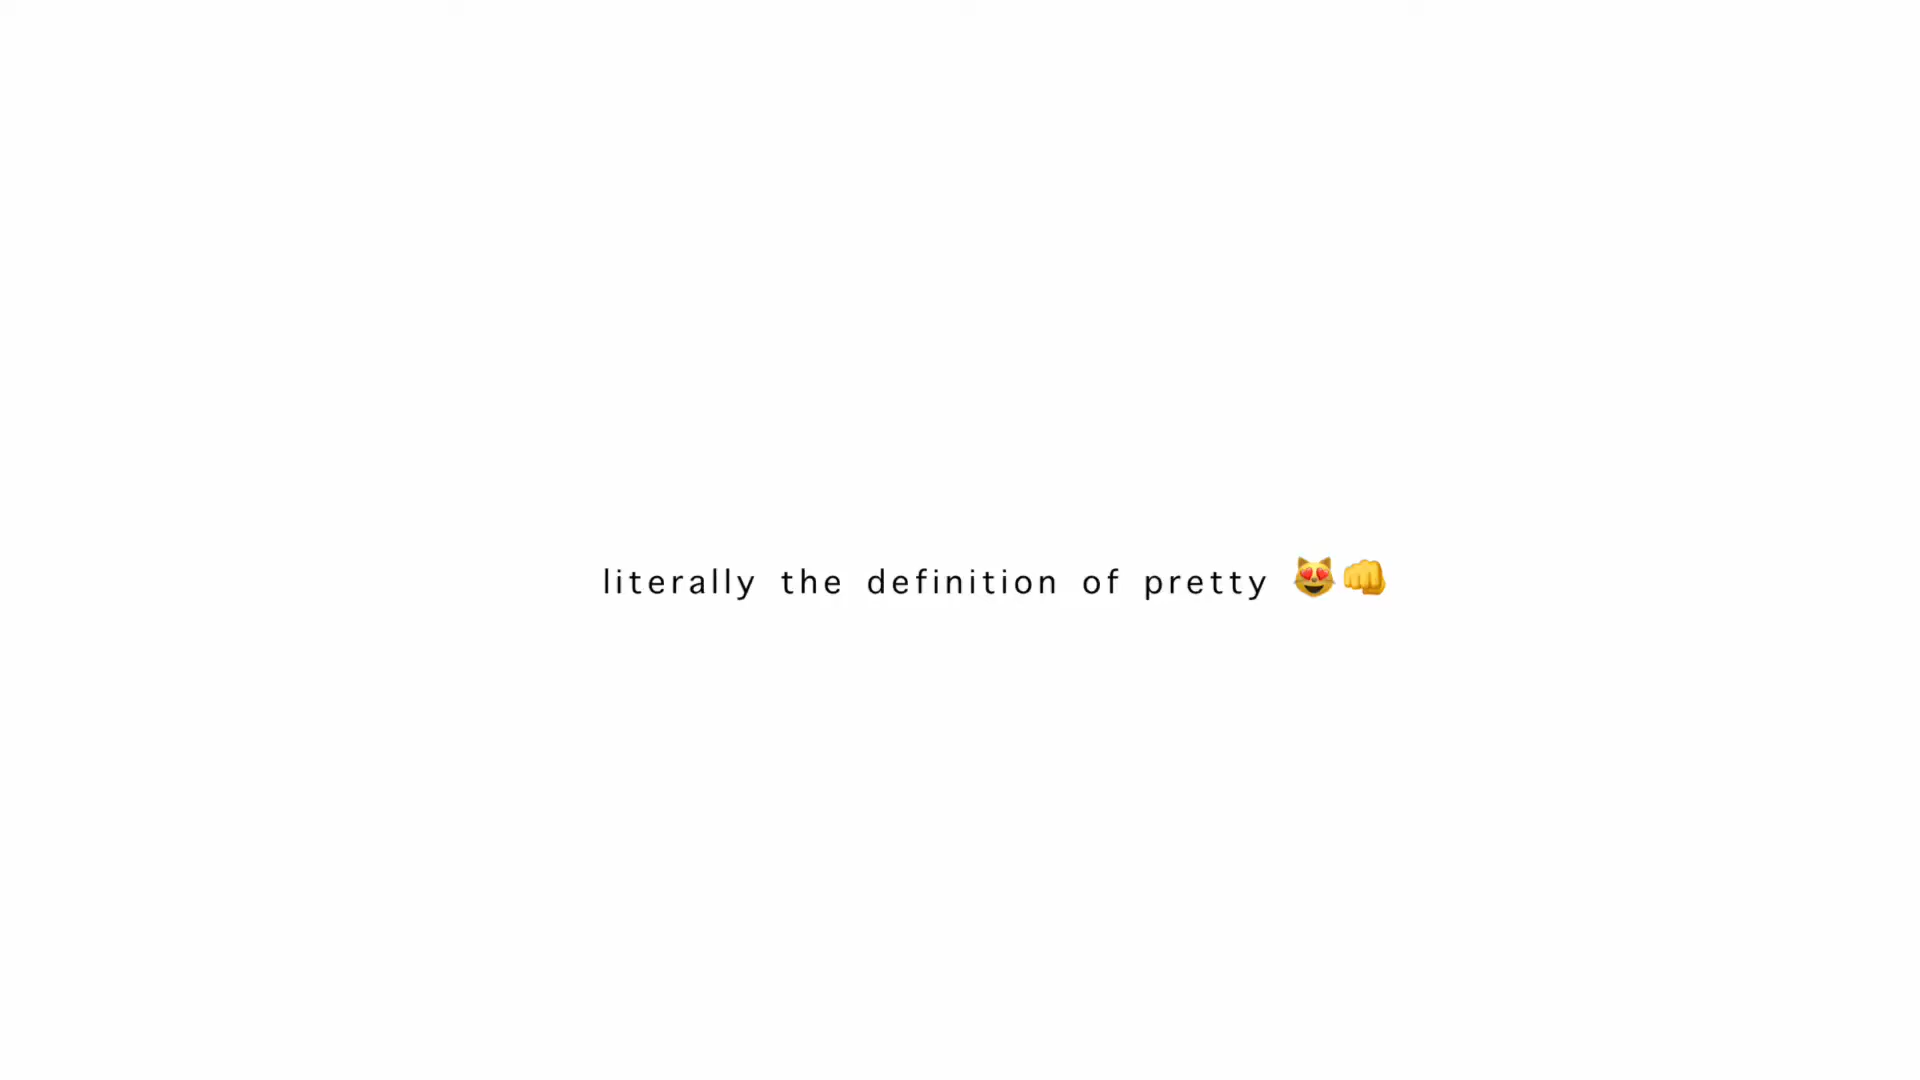 literally the definition of pretty 😻👊